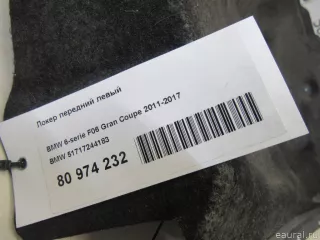 Локер передний левый
BMW 6-serie F06 Gran Coupe 2011-2017
BMW 51717244183
80 974 232
eaural.ru